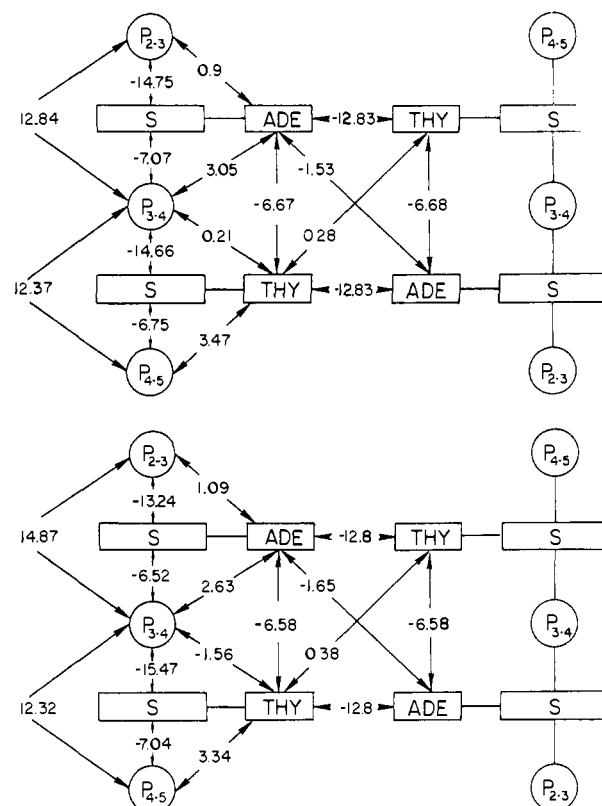 P2-3 P4-5
-14.75 0.9
12.84 S ADE -12.83 THY S
-7.07 3.05 -1.53
P3-4 -6.67 -6.68 P3-4
-14.66 0.21 0.28
12.37 S THY -12.83 ADE S
-6.75 3.47
P4-5 P2-3
P2-3 P4-5
-13.24 1.09
14.87 S ADE -12.8 THY S
-6.52 2.63 -1.65
P3-4 -6.58 -6.58 P3-4
-15.47 -1.56 0.38
12.32 S THY -12.8 ADE S
-7.04 3.34
P4-5 P2-3